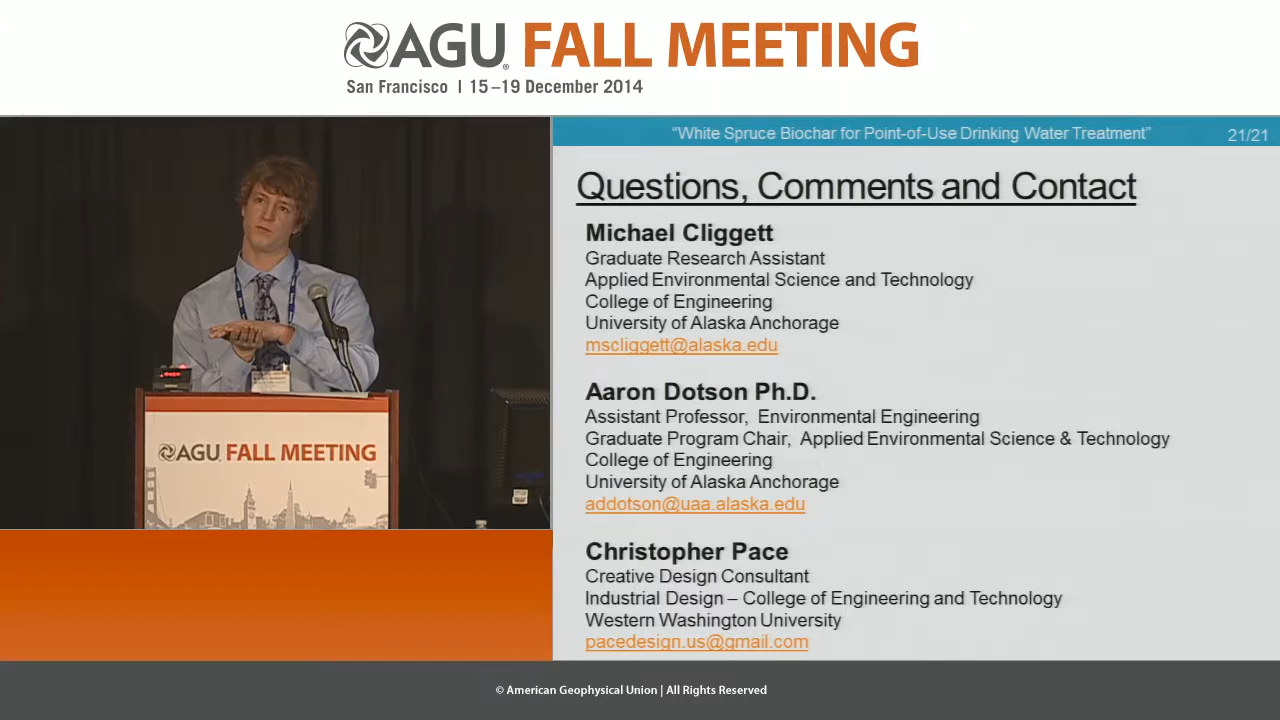 AGU FALL MEETING
San Francisco | 15–19 December 2014
“White Spruce Biochar for Point-of-Use Drinking Water Treatment” 21/21
Questions, Comments and Contact
Michael Cliggett
Graduate Research Assistant
Applied Environmental Science and Technology
College of Engineering
University of Alaska Anchorage
mscliggett@alaska.edu
Aaron Dotson Ph.D.
Assistant Professor, Environmental Engineering
Graduate Program Chair, Applied Environmental Science & Technology
College of Engineering
University of Alaska Anchorage
addotson@uaa.alaska.edu
Christopher Pace
Creative Design Consultant
Industrial Design – College of Engineering and Technology
Western Washington University
pacedesign.us@gmail.com
AGU FALL MEETING
© American Geophysical Union | All Rights Reserved